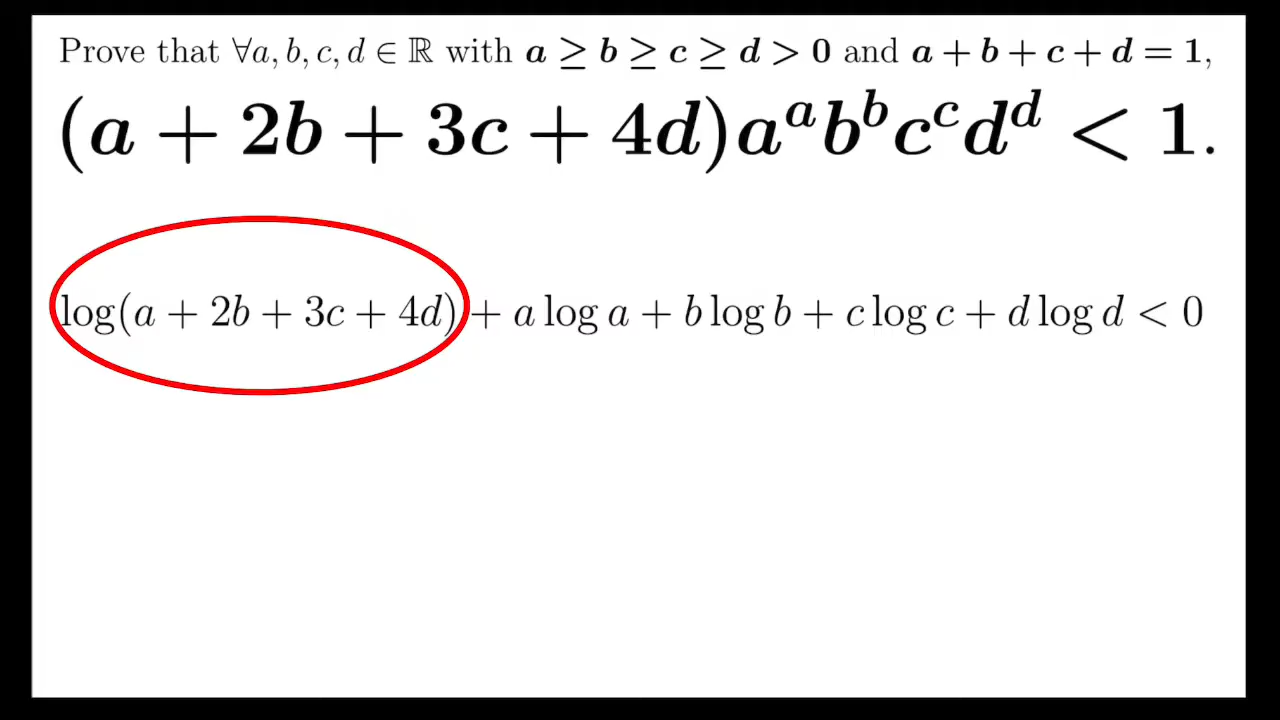 Prove that ∀a, b, c, d ∈ ℝ with a ≥ b ≥ c ≥ d > 0 and a + b + c + d = 1,
(a + 2b + 3c + 4d)aᵃbᵇcᶜdᵈ < 1.
log(a + 2b + 3c + 4d) + a log a + b log b + c log c + d log d < 0